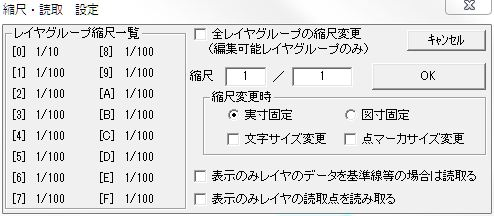 縮尺・読取 設定
レイヤグループ縮尺一覧
[0] 1/10 [8] 1/100
[1] 1/100 [9] 1/100
[2] 1/100 [A] 1/100
[3] 1/100 [B] 1/100
[4] 1/100 [C] 1/100
[5] 1/100 [D] 1/100
[6] 1/100 [E] 1/100
[7] 1/100 [F] 1/100
全レイヤグループの縮尺変更
(編集可能レイヤグループのみ)
キャンセル
縮尺 1 / 1
OK
縮尺変更時
実寸固定 図寸固定
文字サイズ変更 点マーカサイズ変更
表示のみレイヤのデータを基準線等の場合は読取る
表示のみレイヤの読取点を読み取る